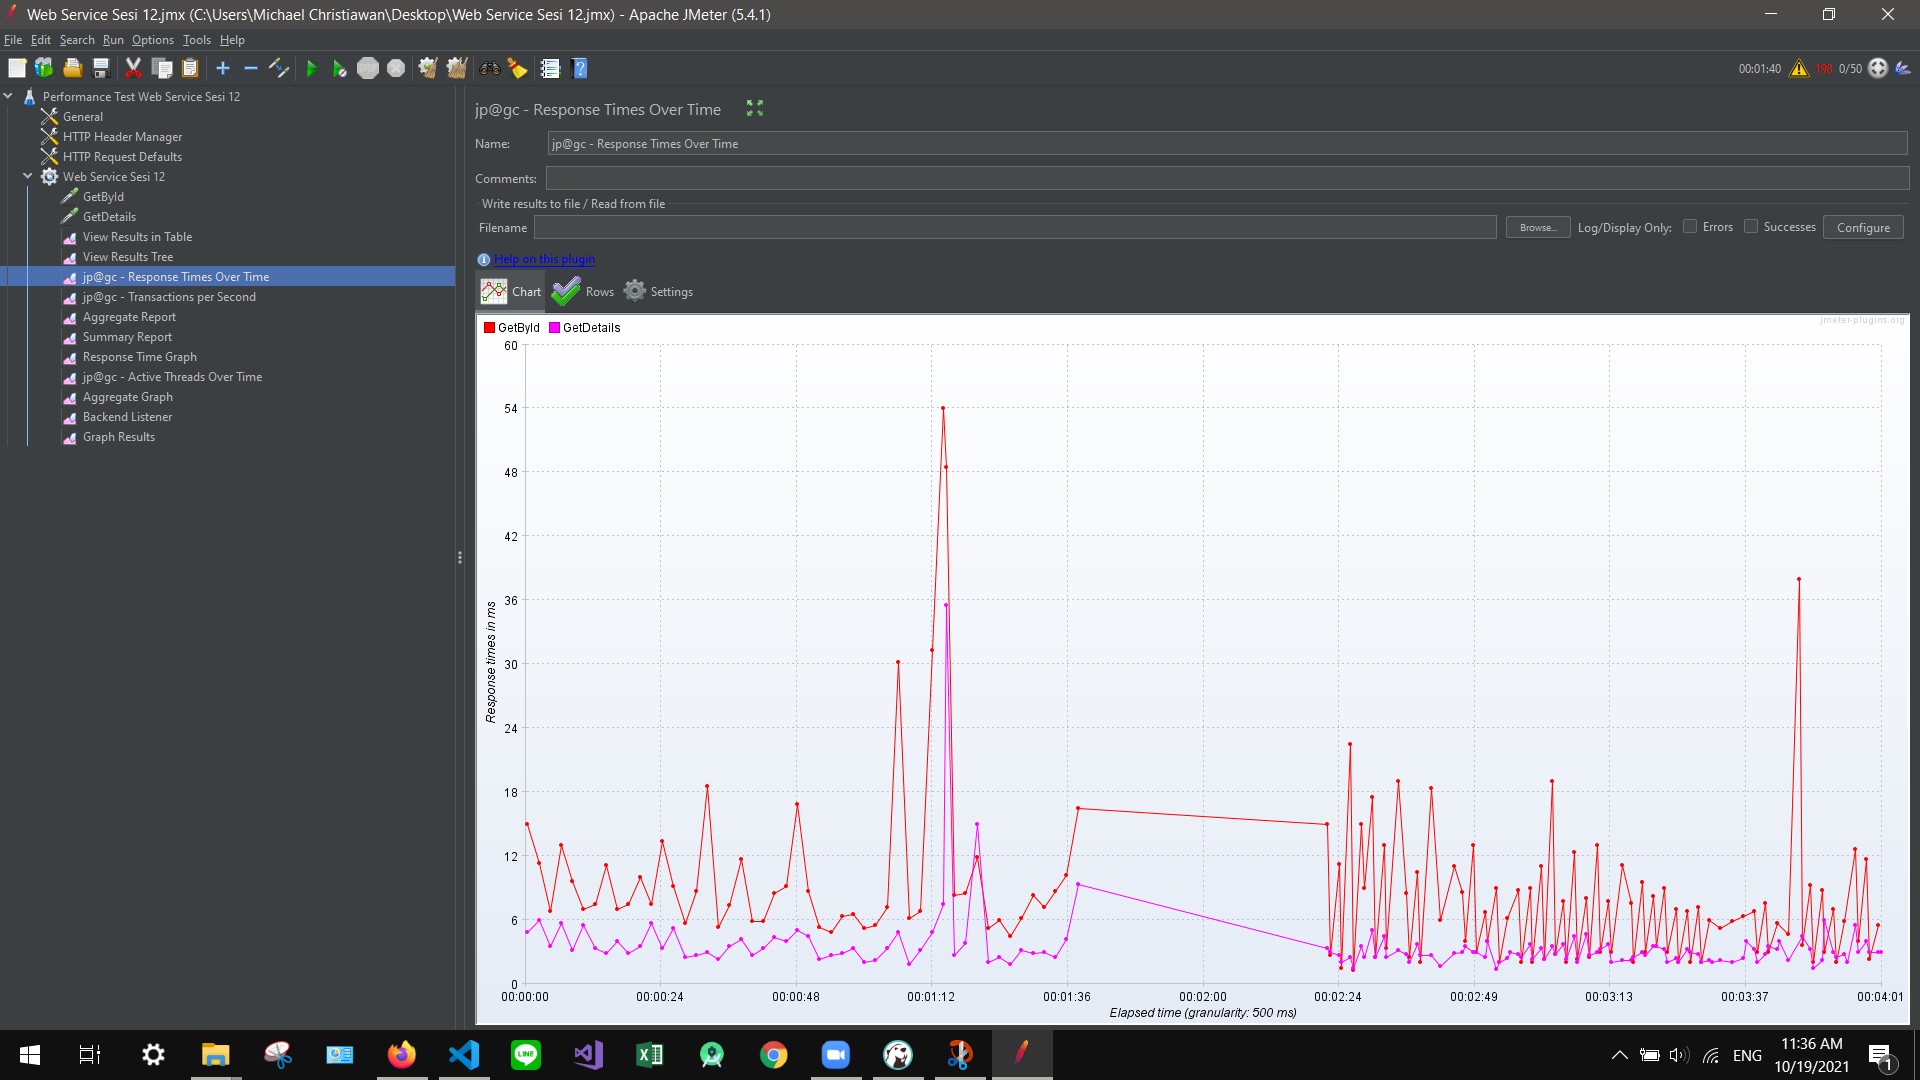 Web Service Sesi 12.jmx (C:\Users\Michael Christiawan\Desktop\Web Service Sesi 12.jmx) - Apache JMeter (5.4.1)
File Edit Search Run Options Tools Help
00:01:40 198 0/50
Performance Test Web Service Sesi 12
General
HTTP Header Manager
HTTP Request Defaults
Web Service Sesi 12
GetById
GetDetails
View Results in Table
View Results Tree
jp@gc - Response Times Over Time
jp@gc - Transactions per Second
Aggregate Report
Summary Report
Response Time Graph
jp@gc - Active Threads Over Time
Aggregate Graph
Backend Listener
Graph Results
jp@gc - Response Times Over Time
Name: jp@gc - Response Times Over Time
Comments:
Write results to file / Read from file
Filename Browse... Log/Display Only: Errors Successes Configure
Help on this plugin
Chart Rows Settings
GetById GetDetails
jmeter-plugins.org
60
54
48
42
36
30
24
18
12
6
0
Response times in ms
00:00:00 00:00:24 00:00:48 00:01:12 00:01:36 00:02:00 00:02:24 00:02:49 00:03:13 00:03:37 00:04:01
Elapsed time (granularity: 500 ms)
LINE
ENG
11:36 AM
10/19/2021
1